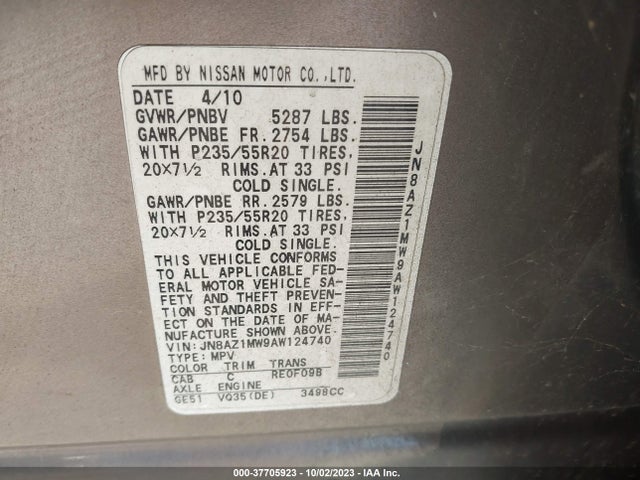 MFD BY NISSAN MOTOR CO.,LTD.
DATE 4/10
GVWR/PNBV 5287 LBS.
GAWR/PNBE FR. 2754 LBS.
WITH P235/55R20 TIRES,
20×7½ RIMS.AT 33 PSI
COLD SINGLE.
GAWR/PNBE RR. 2579 LBS.
WITH P235/55R20 TIRES,
20×7½ RIMS.AT 33 PSI
COLD SINGLE.
THIS VEHICLE CONFORMS
TO ALL APPLICABLE FED-
ERAL MOTOR VEHICLE SA-
FETY AND THEFT PREVEN-
TION STANDARDS IN EFF-
ECT ON THE DATE OF MA-
NUFACTURE SHOWN ABOVE.
VIN: JN8AZ1MW9AW124740
TYPE: MPV
COLOR TRIM TRANS
CAB C RE0F09B
AXLE ENGINE
GE51 VQ35(DE) 3498CC
JN8AZ1MW9AW124740
000-37705923 | 10/02/2023 | IAA Inc.